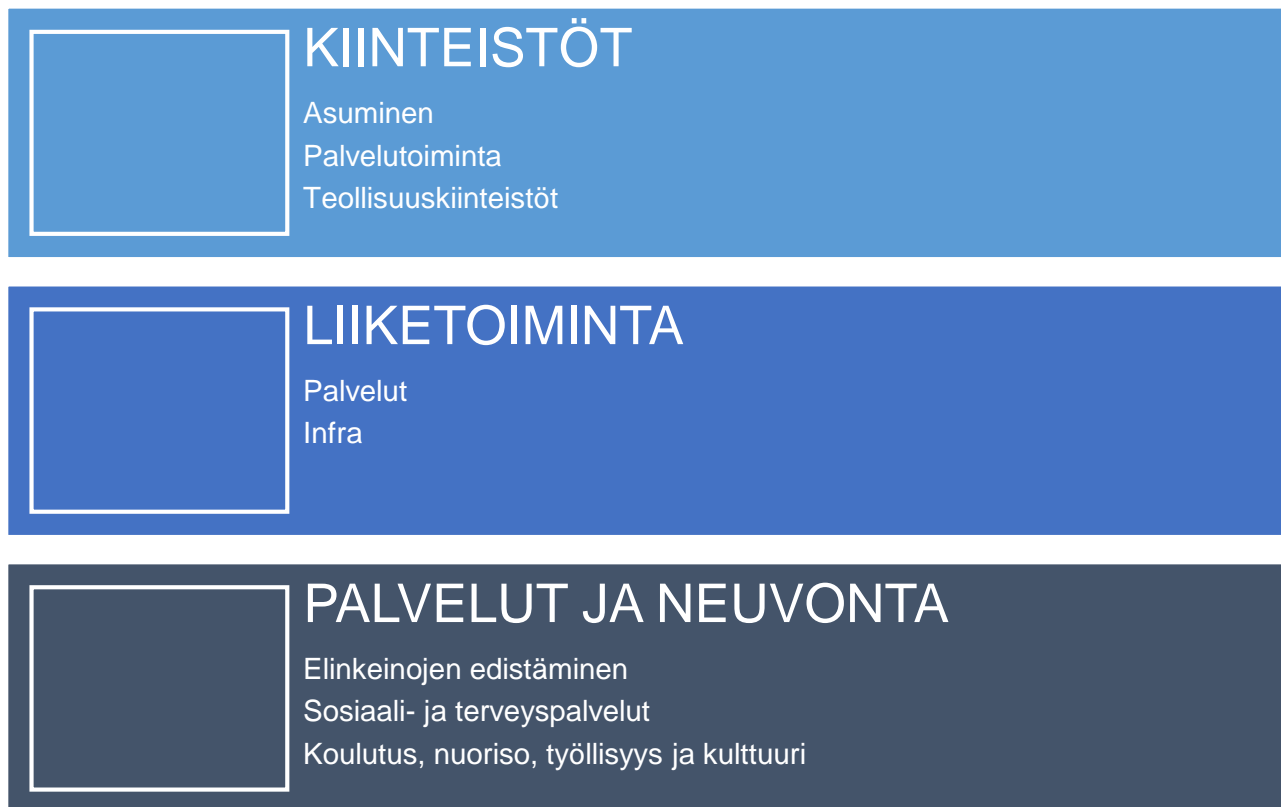 KIINTEISTÖT
Asuminen
Palvelutoiminta
Teollisuuskiinteistöt
LIIKETOIMINTA
Palvelut
Infra
PALVELUT JA NEUVONTA
Elinkeinojen edistäminen
Sosiaali- ja terveyspalvelut
Koulutus, nuoriso, työllisyys ja kulttuuri